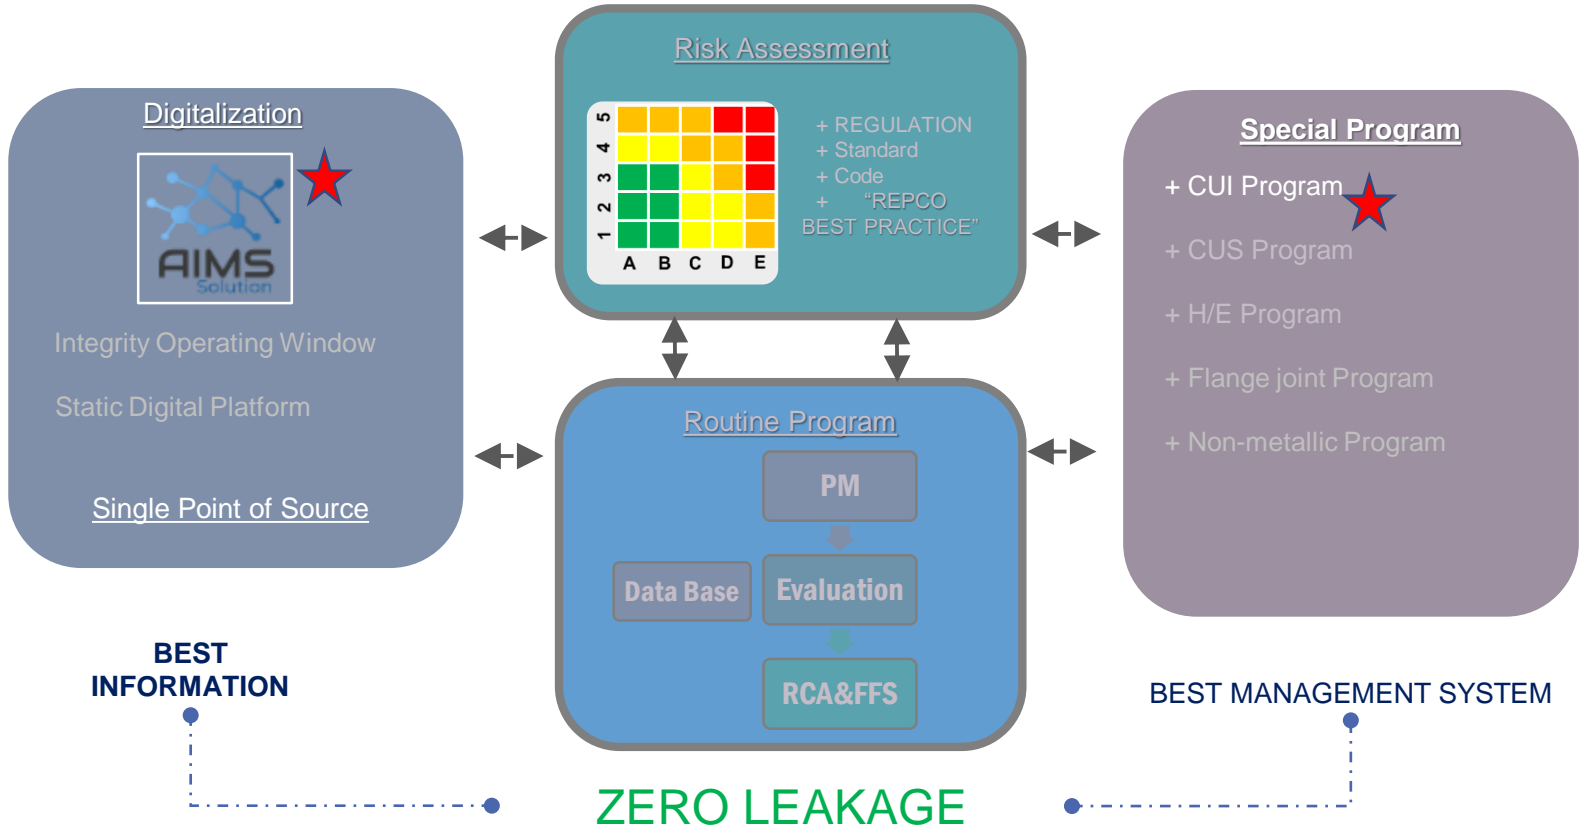 Risk Assessment
5
4
3
2
1
A B C D E
+ REGULATION
+ Standard
+ Code
+ “REPCO
BEST PRACTICE”
Digitalization
AIMS
Solution
Integrity Operating Window
Static Digital Platform
Single Point of Source
Special Program
+ CUI Program
+ CUS Program
+ H/E Program
+ Flange joint Program
+ Non-metallic Program
Routine Program
PM
Data Base
Evaluation
RCA&FFS
BEST
INFORMATION
BEST MANAGEMENT SYSTEM
ZERO LEAKAGE